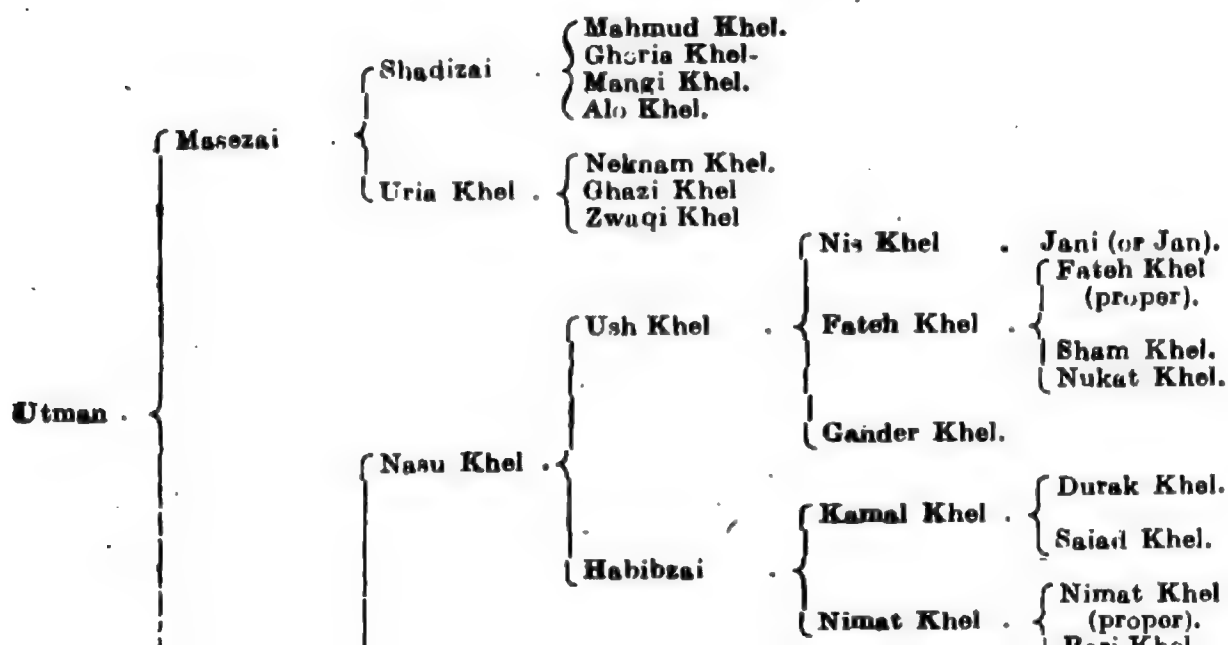 Mahmud Khel.
Shadizai . Ghoria Khel-
Mangi Khel.
Alo Khel.
Masozai .
Neknam Khel.
Uria Khel . Ghazi Khel
Zwaqi Khel
Nis Khel . Jani (or Jan).
Fateh Khel
(proper).
Ush Khel . Fateh Khel .
Sham Khel.
Nukat Khel.
Utman .
Gander Khel.
Nasu Khel .
Durak Khel.
Kamal Khel .
Saiad Khel.
Habibzai .
Nimat Khel
Nimat Khel . (proper).
Khel